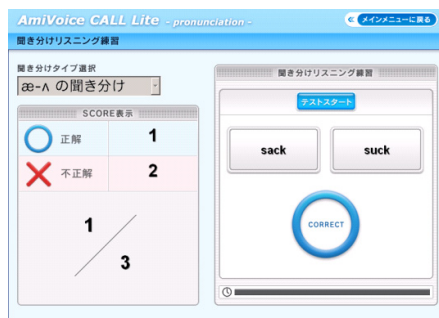 AmiVoice CALL Lite - pronunciation -
« メインメニューに戻る
聞き分けリスニング練習
聞き分けタイプ選択
æ-ʌ の聞き分け
SCORE表示
正解 1
不正解 2
1
3
聞き分けリスニング練習
テストスタート
sack suck
CORRECT